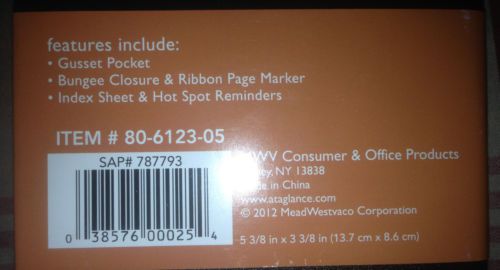 features include:
• Gusset Pocket
• Bungee Closure & Ribbon Page Marker
• Index Sheet & Hot Spot Reminders
ITEM # 80-6123-05
SAP# 787793
0 38576 00025 4
WV Consumer & Office Products
ey, NY 13838
de in China
www.ataglance.com
© 2012 MeadWestvaco Corporation
5 3/8 in x 3 3/8 in (13.7 cm x 8.6 cm)